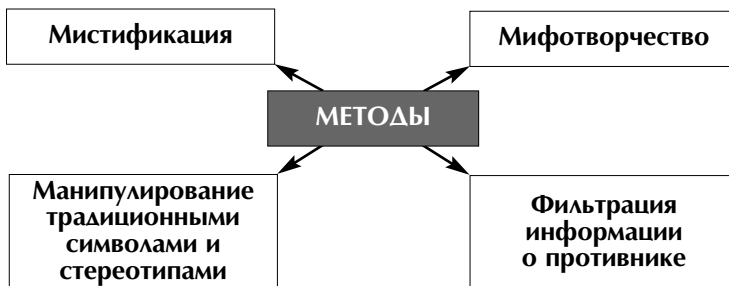 Мистификация
Мифотворчество
МЕТОДЫ
Манипулирование
традиционными
символами и
стереотипами
Фильтрация
информации
о противнике